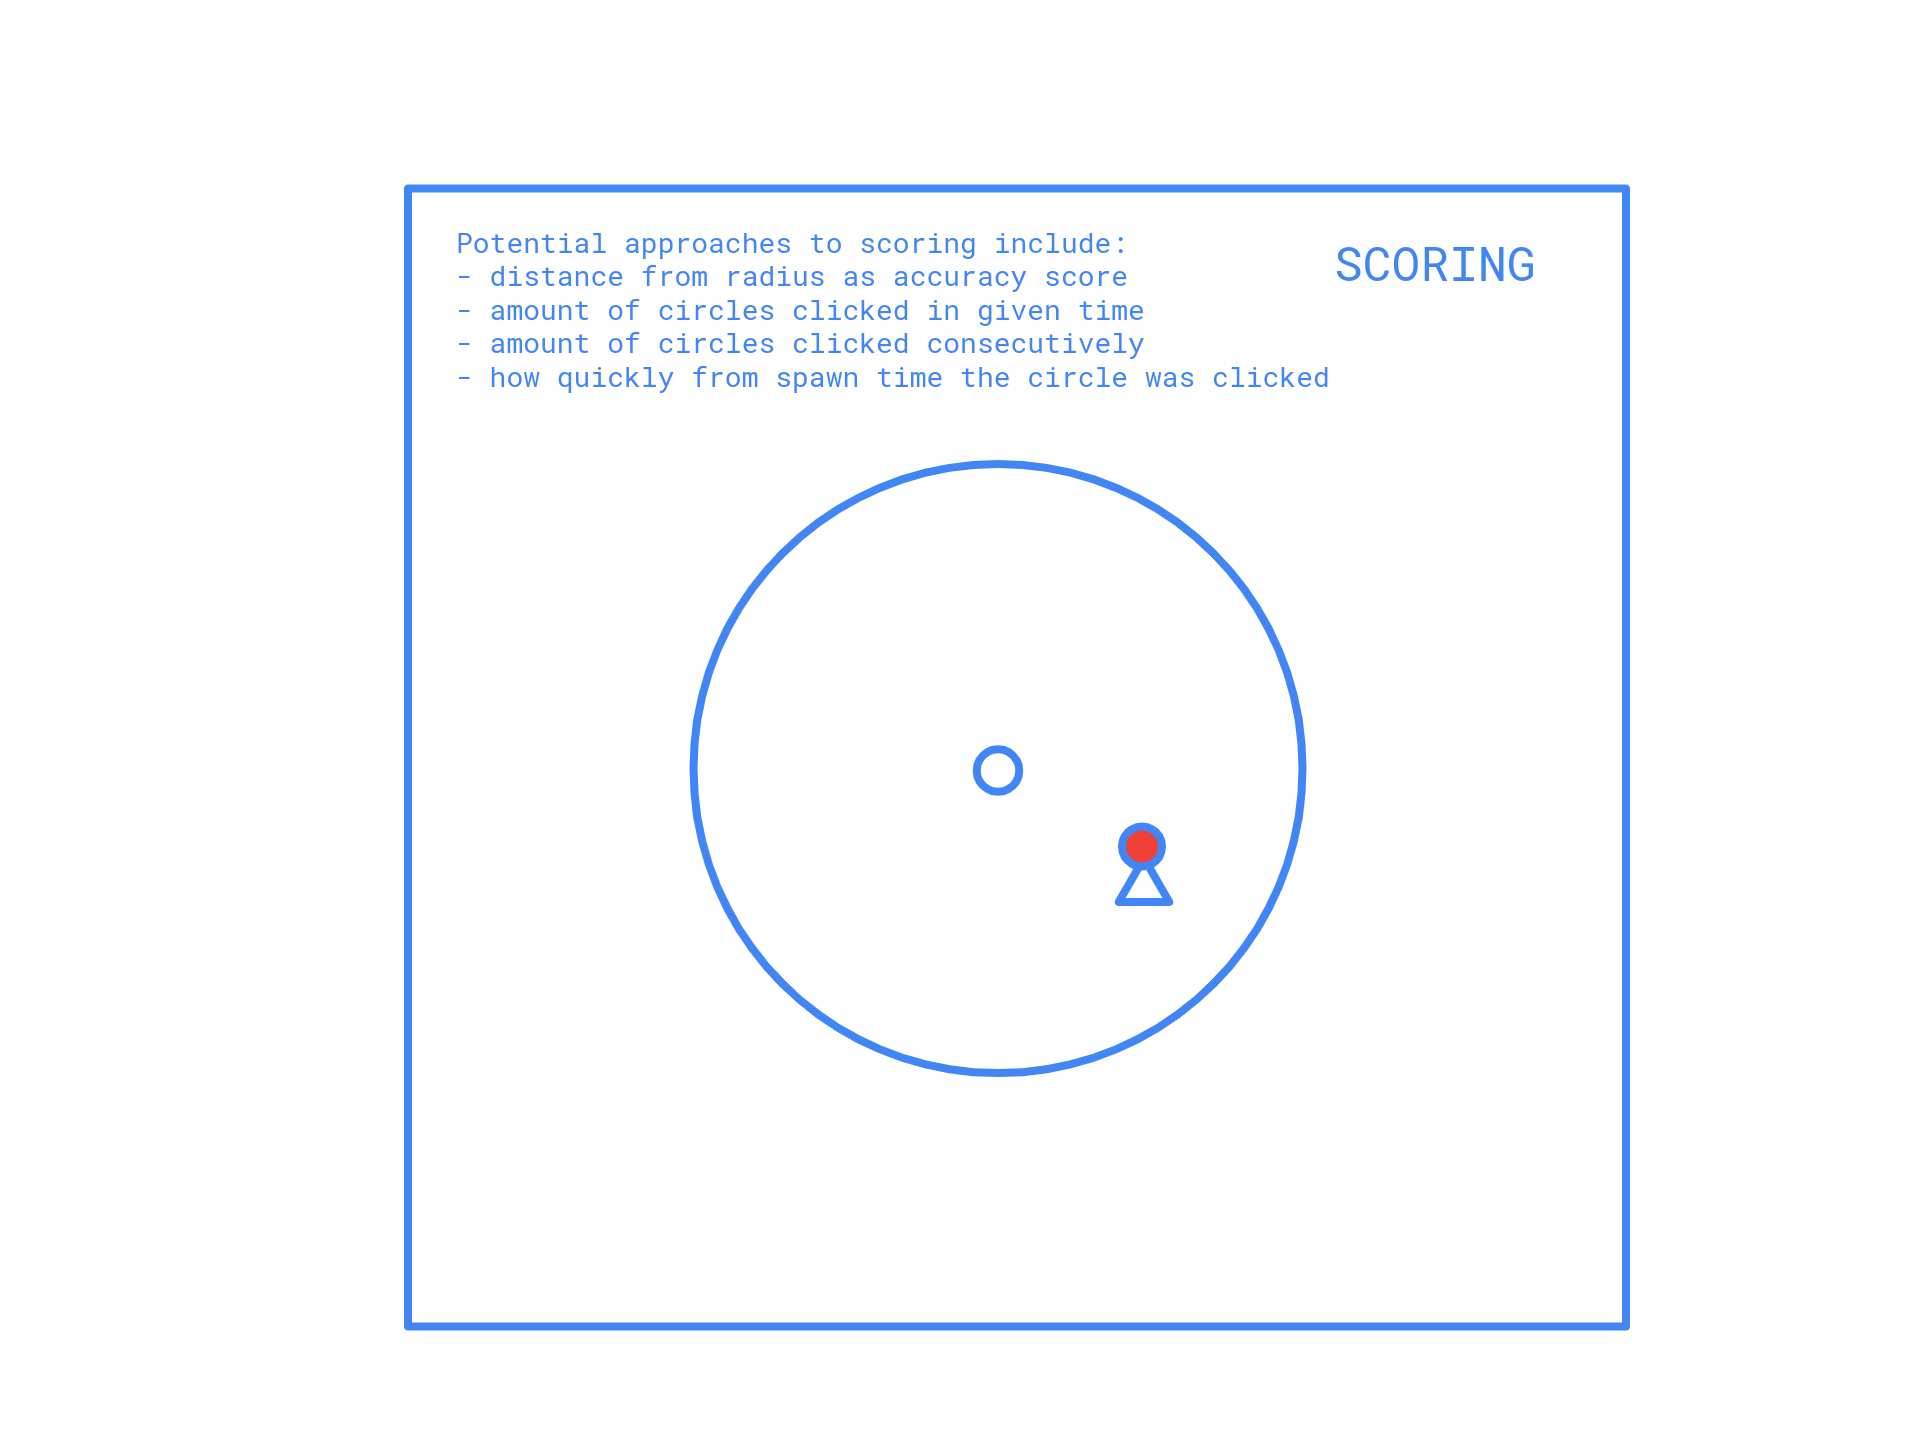 Potential approaches to scoring include:
- distance from radius as accuracy score
- amount of circles clicked in given time
- amount of circles clicked consecutively
- how quickly from spawn time the circle was clicked
SCORING